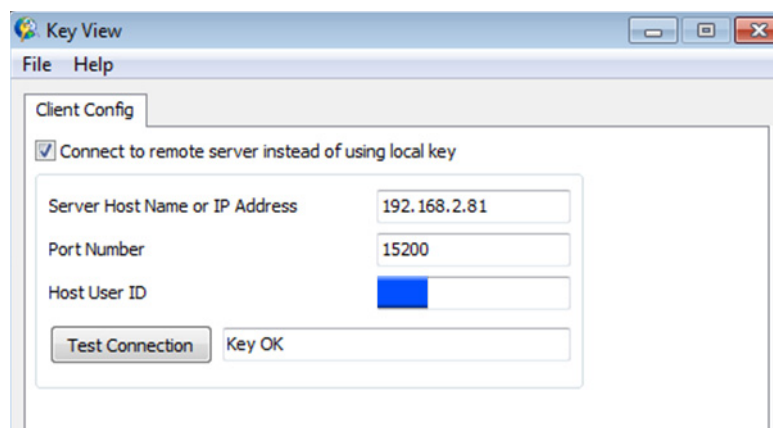 Key View
File Help
Client Config
Connect to remote server instead of using local key
Server Host Name or IP Address 192.168.2.81
Port Number 15200
Host User ID
Test Connection Key OK